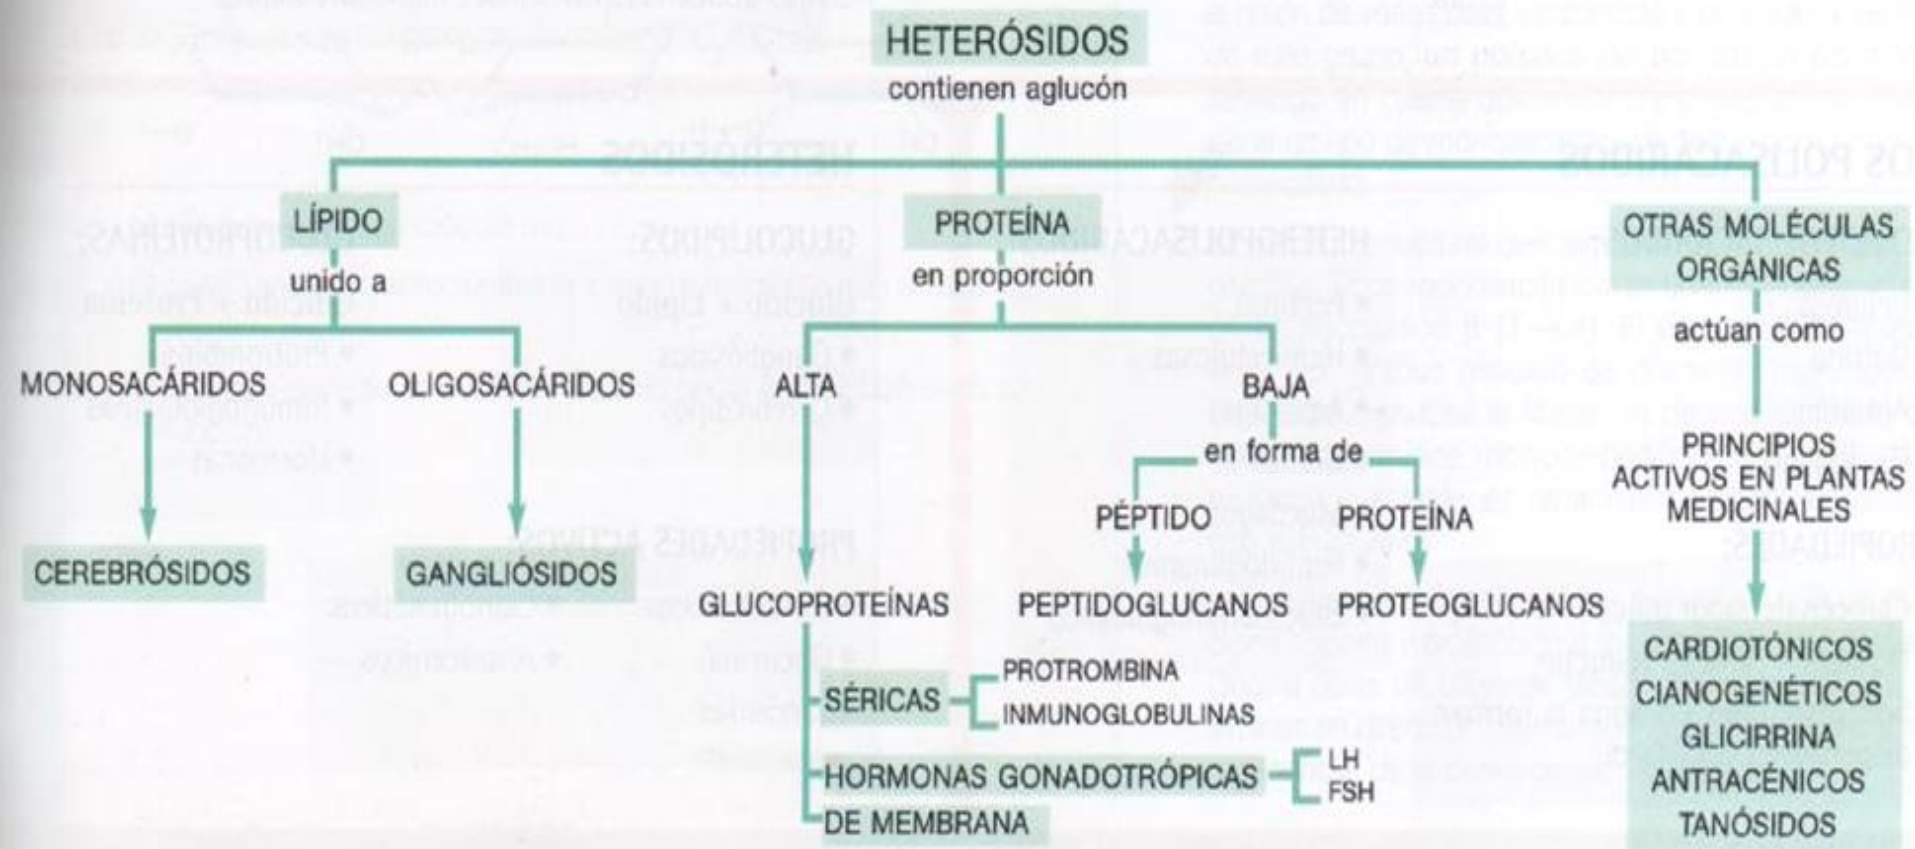 HETERÓSIDOS
contienen aglucón
LÍPIDO
unido a
MONOSACÁRIDOS
OLIGOSACÁRIDOS
CEREBRÓSIDOS
GANGLIÓSIDOS
PROTEÍNA
en proporción
ALTA
BAJA
en forma de
PÉPTIDO
PROTEÍNA
GLUCOPROTEÍNAS
PEPTIDOGLUCANOS
PROTEOGLUCANOS
SÉRICAS
PROTROMBINA
INMUNOGLOBULINAS
HORMONAS GONADOTRÓPICAS
LH
FSH
DE MEMBRANA
OTRAS MOLÉCULAS
ORGÁNICAS
actúan como
PRINCIPIOS
ACTIVOS EN PLANTAS
MEDICINALES
CARDIOTÓNICOS
CIANOGENÉTICOS
GLICIRRINA
ANTRACÉNICOS
TANÓSIDOS